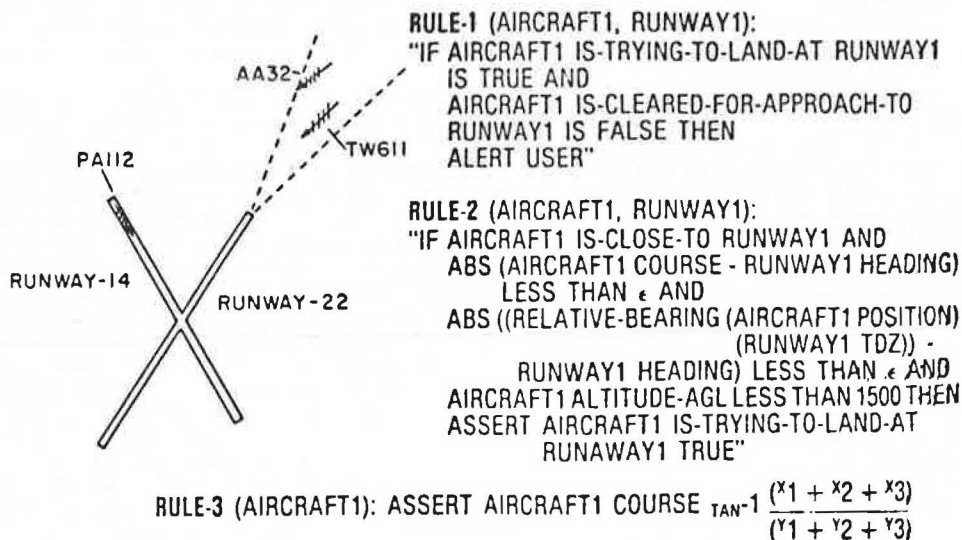 RULE-1 (AIRCRAFT1, RUNWAY1):
"IF AIRCRAFT1 IS-TRYING-TO-LAND-AT RUNWAY1
IS TRUE AND
AIRCRAFT1 IS-CLEARED-FOR-APPROACH-TO
RUNWAY1 IS FALSE THEN
ALERT USER"
AA32
TW611
PA112
RUNWAY-14
RUNWAY-22
RULE-2 (AIRCRAFT1, RUNWAY1):
"IF AIRCRAFT1 IS-CLOSE-TO RUNWAY1 AND
ABS (AIRCRAFT1 COURSE - RUNWAY1 HEADING)
LESS THAN ϵ AND
ABS ((RELATIVE-BEARING (AIRCRAFT1 POSITION)
(RUNWAY1 TDZ)) -
RUNWAY1 HEADING) LESS THAN .ϵ AND
AIRCRAFT1 ALTITUDE-AGL LESS THAN 1500 THEN
ASSERT AIRCRAFT1 IS-TRYING-TO-LAND-AT
RUNAWAY1 TRUE"
RULE-3 (AIRCRAFT1): ASSERT AIRCRAFT1 COURSE TAN-1 (X1 + X2 + X3)
(Y1 + Y2 + Y3)